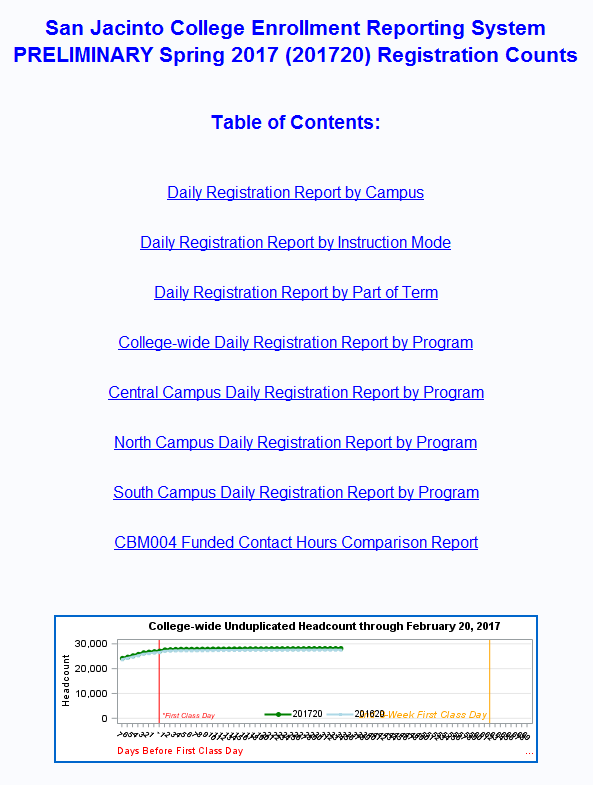 San Jacinto College Enrollment Reporting System
PRELIMINARY Spring 2017 (201720) Registration Counts
Table of Contents:
Daily Registration Report by Campus
Daily Registration Report by Instruction Mode
Daily Registration Report by Part of Term
College-wide Daily Registration Report by Program
Central Campus Daily Registration Report by Program
North Campus Daily Registration Report by Program
South Campus Daily Registration Report by Program
CBM004 Funded Contact Hours Comparison Report
College-wide Unduplicated Headcount through February 20, 2017
Headcount
30,000
20,000
10,000
0
*First Class Day
201720
201620
-Week First Class Day
Days Before First Class Day
...